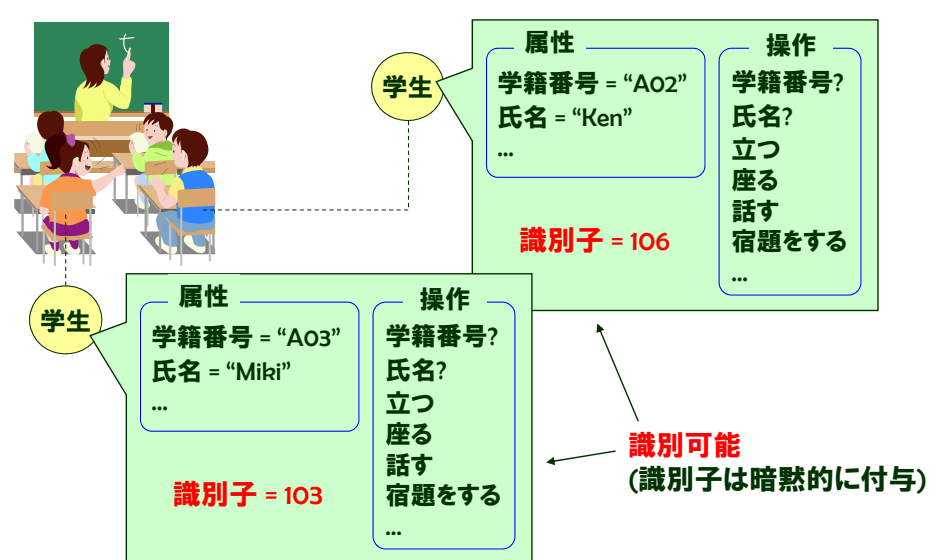 学生
属性
学籍番号 = “A02”
氏名 = “Ken”
...
識別子 = 106
操作
学籍番号?
氏名?
立つ
座る
話す
宿題をする
...
学生
属性
学籍番号 = “A03”
氏名 = “Miki”
...
識別子 = 103
操作
学籍番号?
氏名?
立つ
座る
話す
宿題をする
...
識別可能
(識別子は暗黙的に付与)